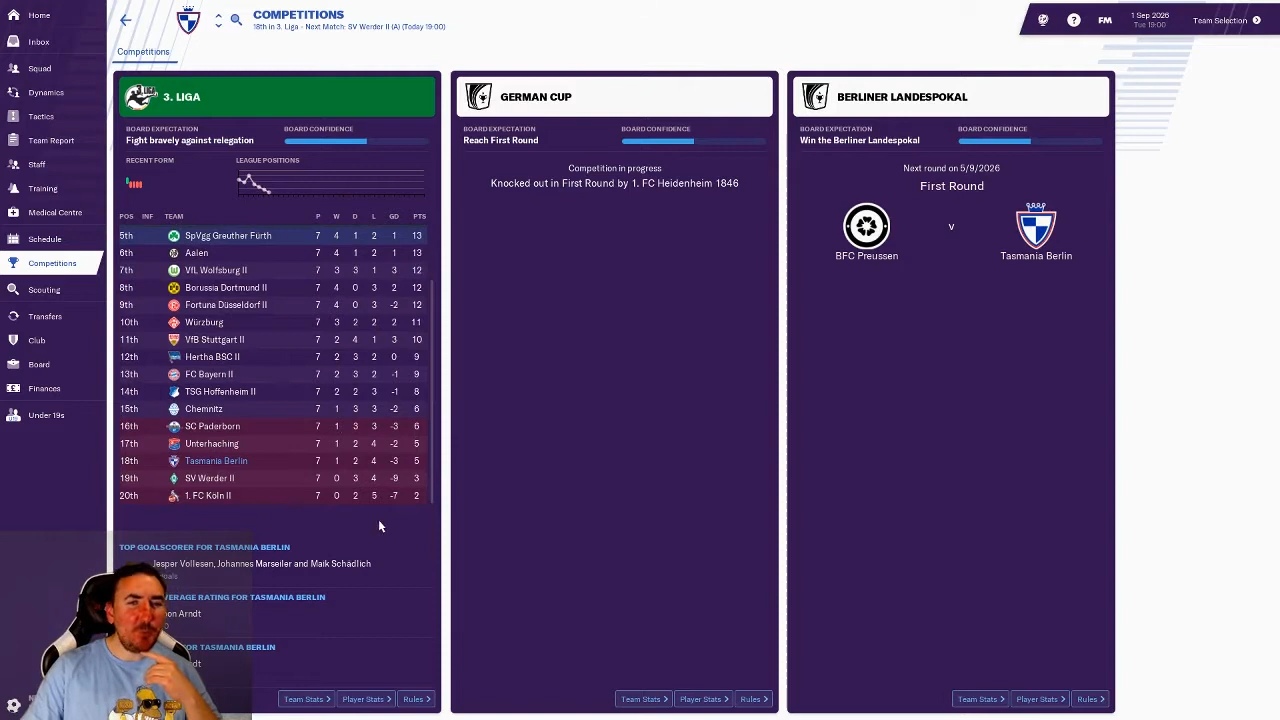 Home
Inbox
Squad
Dynamics
Tactics
Team Report
Staff
Training
Medical Centre
Schedule
Competitions
Scouting
Transfers
Club
Board
Finances
Under 19s
COMPETITIONS
18th in 3. Liga - Next Match: SV Werder II (A) (Today 19:00)
FM
1 Sep 2026
Tue 19:00
Team Selection
Competitions
3. LIGA
BOARD EXPECTATION BOARD CONFIDENCE
Fight bravely against relegation
RECENT FORM LEAGUE POSITIONS
POS INF TEAM P W D L GD PTS
5th SpVgg Greuther Fürth 7 4 1 2 1 13
6th Aalen 7 4 1 2 1 13
7th VfL Wolfsburg II 7 3 3 1 3 12
8th Borussia Dortmund II 7 4 0 3 2 12
9th Fortuna Düsseldorf II 7 4 0 3 -2 12
10th Würzburg 7 3 2 2 2 11
11th VfB Stuttgart II 7 2 4 1 3 10
12th Hertha BSC II 7 2 3 2 0 9
13th FC Bayern II 7 2 3 2 -1 9
14th TSG Hoffenheim II 7 2 2 3 -1 8
15th Chemnitz 7 1 3 3 -2 6
16th SC Paderborn 7 1 3 3 -3 6
17th Unterhaching 7 1 2 4 -2 5
18th Tasmania Berlin 7 1 2 4 -3 5
19th SV Werder II 7 0 3 4 -9 3
20th 1. FC Köln II 7 0 2 5 -7 2
TOP GOALSCORER FOR TASMANIA BERLIN
Jesper Vollesen, Johannes Marseiler and Maik Schädlich
VERAGE RATING FOR TASMANIA BERLIN
on Arndt
OR TASMANIA BERLIN
ndt
Team Stats Player Stats Rules
GERMAN CUP
BOARD EXPECTATION BOARD CONFIDENCE
Reach First Round
Competition in progress
Knocked out in First Round by 1. FC Heidenheim 1846
Team Stats Player Stats Rules
BERLINER LANDESPOKAL
BOARD EXPECTATION BOARD CONFIDENCE
Win the Berliner Landespokal
Next round on 5/9/2026
First Round
v
BFC Preussen Tasmania Berlin
Team Stats Player Stats Rules